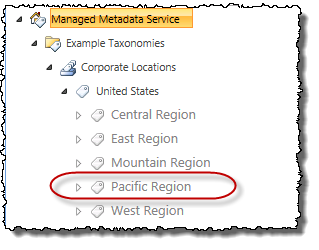 Managed Metadata Service
Example Taxonomies
Corporate Locations
United States
Central Region
East Region
Mountain Region
Pacific Region
West Region